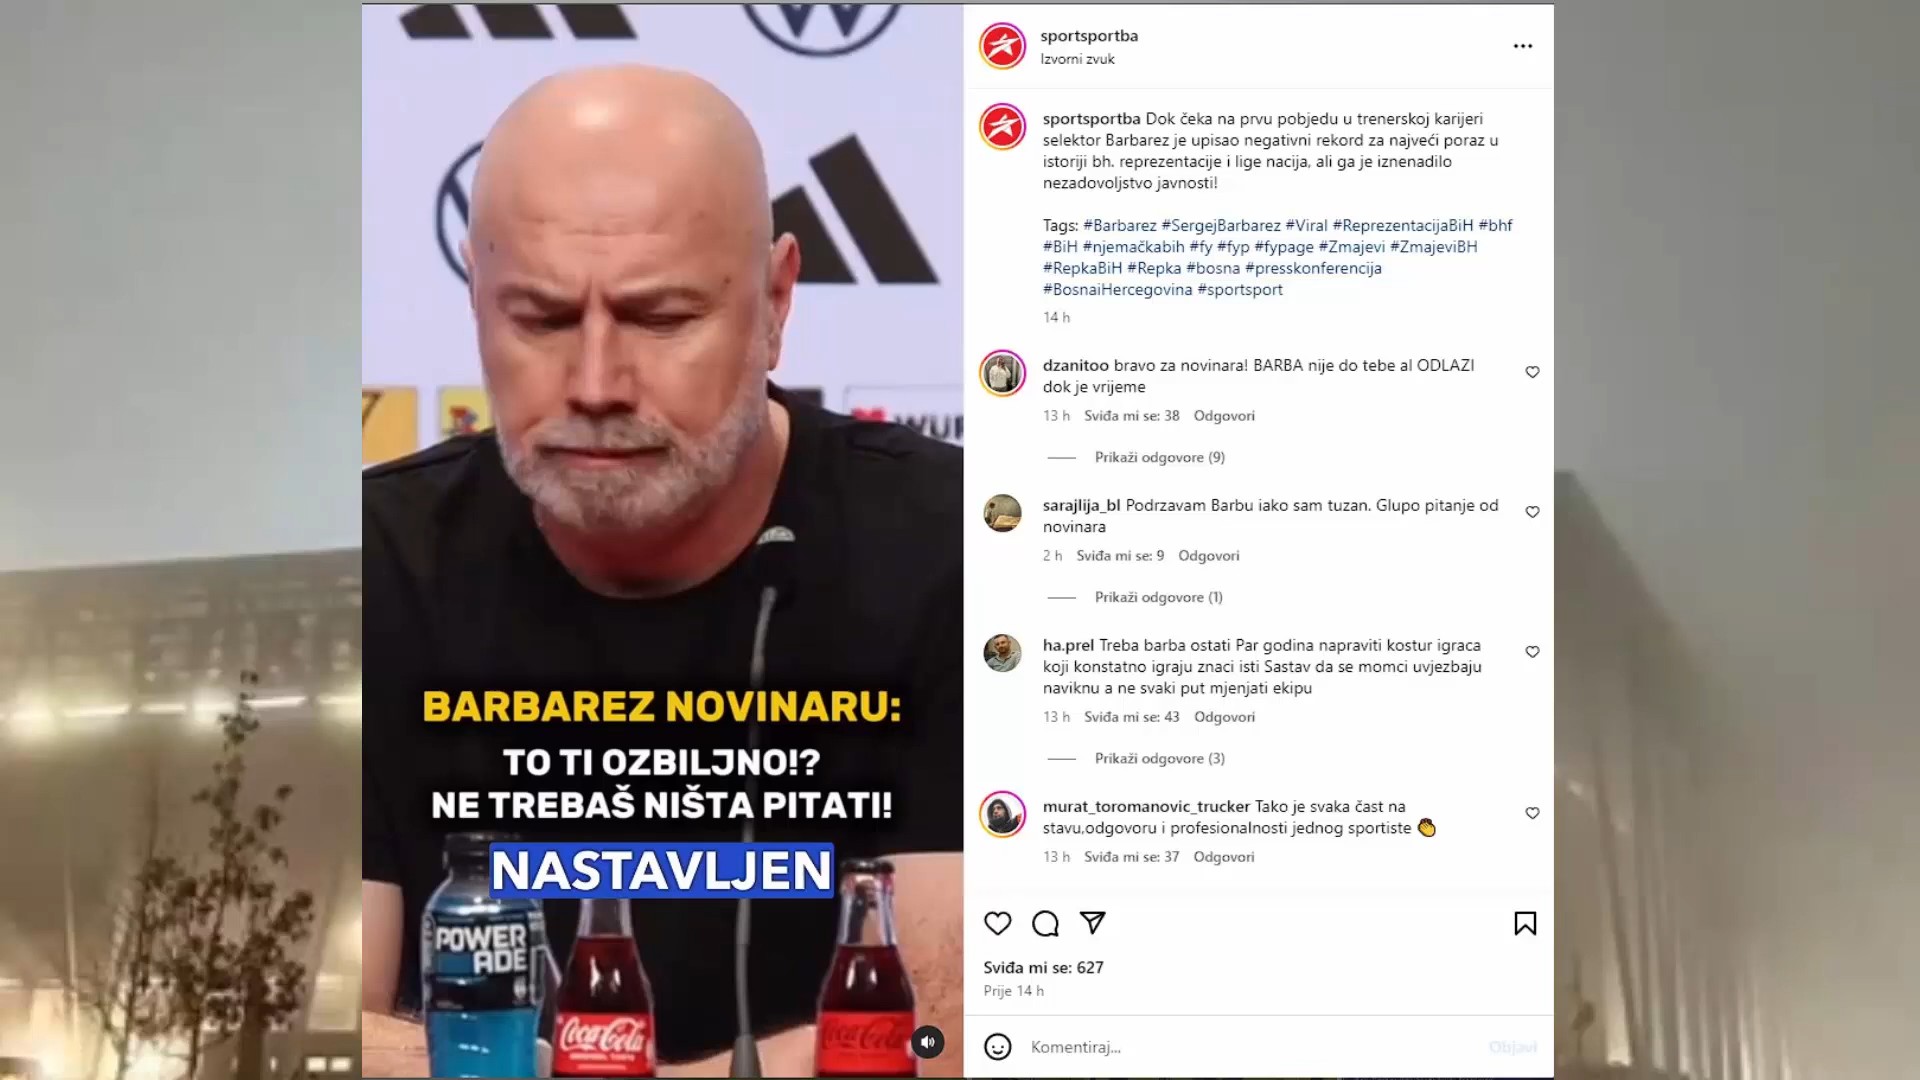 BARBAREZ NOVINARU:
TO TI OZBILJNO!?
NE TREBAŠ NIŠTA PITATI!
NASTAVLJEN
POWER
ADE
Coca-Cola
Coca-Cola
sportsportba
Izvorni zvuk
sportsportba Dok čeka na prvu pobjedu u trenerskoj karijeri
selektor Barbarez je upisao negativni rekord za najveći poraz u
istoriji bh. reprezentacije i lige nacija, ali ga je iznenadilo
nezadovoljstvo javnosti!
Tags: #Barbarez #SergejBarbarez #Viral #ReprezentacijaBiH #bhf
#BiH #njemačkabih #fy #fyp #fypage #Zmajevi #ZmajeviBH
#RepkaBiH #Repka #bosna #presskonferencija
#BosnaiHercegovina #sportsport
14 h
dzanitoo bravo za novinara! BARBA nije do tebe al ODLAZI
dok je vrijeme
13 h Sviđa mi se: 38 Odgovori
Prikaži odgovore (9)
sarajlija_bl Podrzavam Barbu iako sam tuzan. Glupo pitanje od
novinara
2 h Sviđa mi se: 9 Odgovori
Prikaži odgovore (1)
ha.prel Treba barba ostati Par godina napraviti kostur igraca
koji konstatno igraju znaci isti Sastav da se momci uvjezbaju
naviknu a ne svaki put mjenjati ekipu
13 h Sviđa mi se: 43 Odgovori
Prikaži odgovore (3)
murat_toromanovic_trucker Tako je svaka čast na
stavu,odgovoru i profesionalnosti jednog sportiste 👏
13 h Sviđa mi se: 37 Odgovori
Sviđa mi se: 627
Prije 14 h
Komentiraj...
Objavi